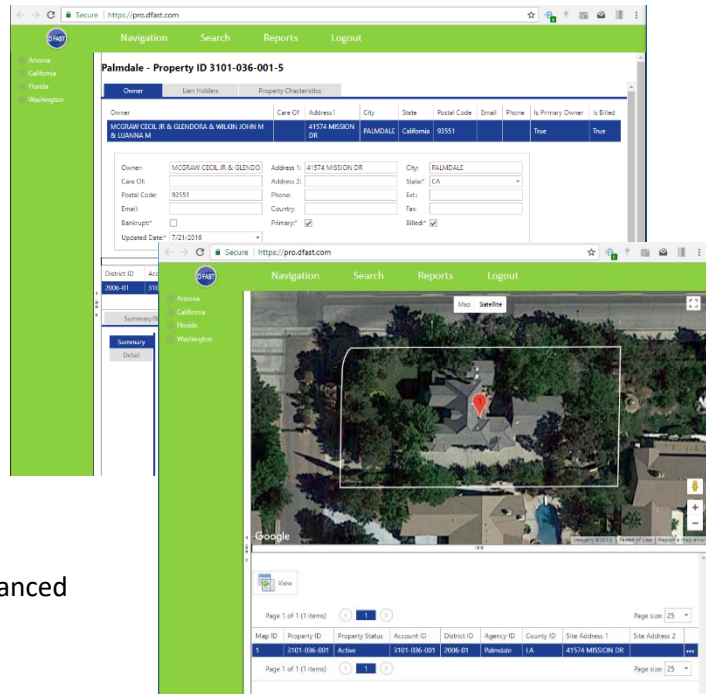 Secure https://pro.dfast.com
DFAST Navigation Search Reports Logout
Arizona
California
Florida
Washington
Palmdale - Property ID 3101-036-001-5
Owner Lien Holders Property Chacteristics
Owner Care Of Address1 City State Postal Code Email Phone Is Primary Owner Is Billed
MCGRAW CECIL JR & GLENDORA & WILKIN JOHN M & LUANNA M 41574 MISSION DR PALMDALE California 93551 True True
Owner: MCGRAW CECIL JR & GLENDO Address 1: 41574 MISSION DR City: PALMDALE
Care Of: Address 2: State:* CA
Postal Code: 93551 Phone: Ext.:
Email: Country: Fax:
Bankrupt:* Primary:* Billed:*
Updated Date:* 7/21/2016
District ID
2006-01
Summary
Detail
Secure https://pro.dfast.com
DFAST Navigation Search Reports Logout
Arizona
California
Florida
Washington
Map Satellite
1
Google
Terms of Use
anced
View
Page 1 of 1 (1 items) 1 Page size: 25
Map ID Property ID Property Status Account ID District ID Agency ID County ID Site Address 1 Site Address 2
1 3101-036-001 Active 3101-036-001 2006-01 Palmdale LA 41574 MISSION DR
Page 1 of 1 (1 items) 1 Page size: 25